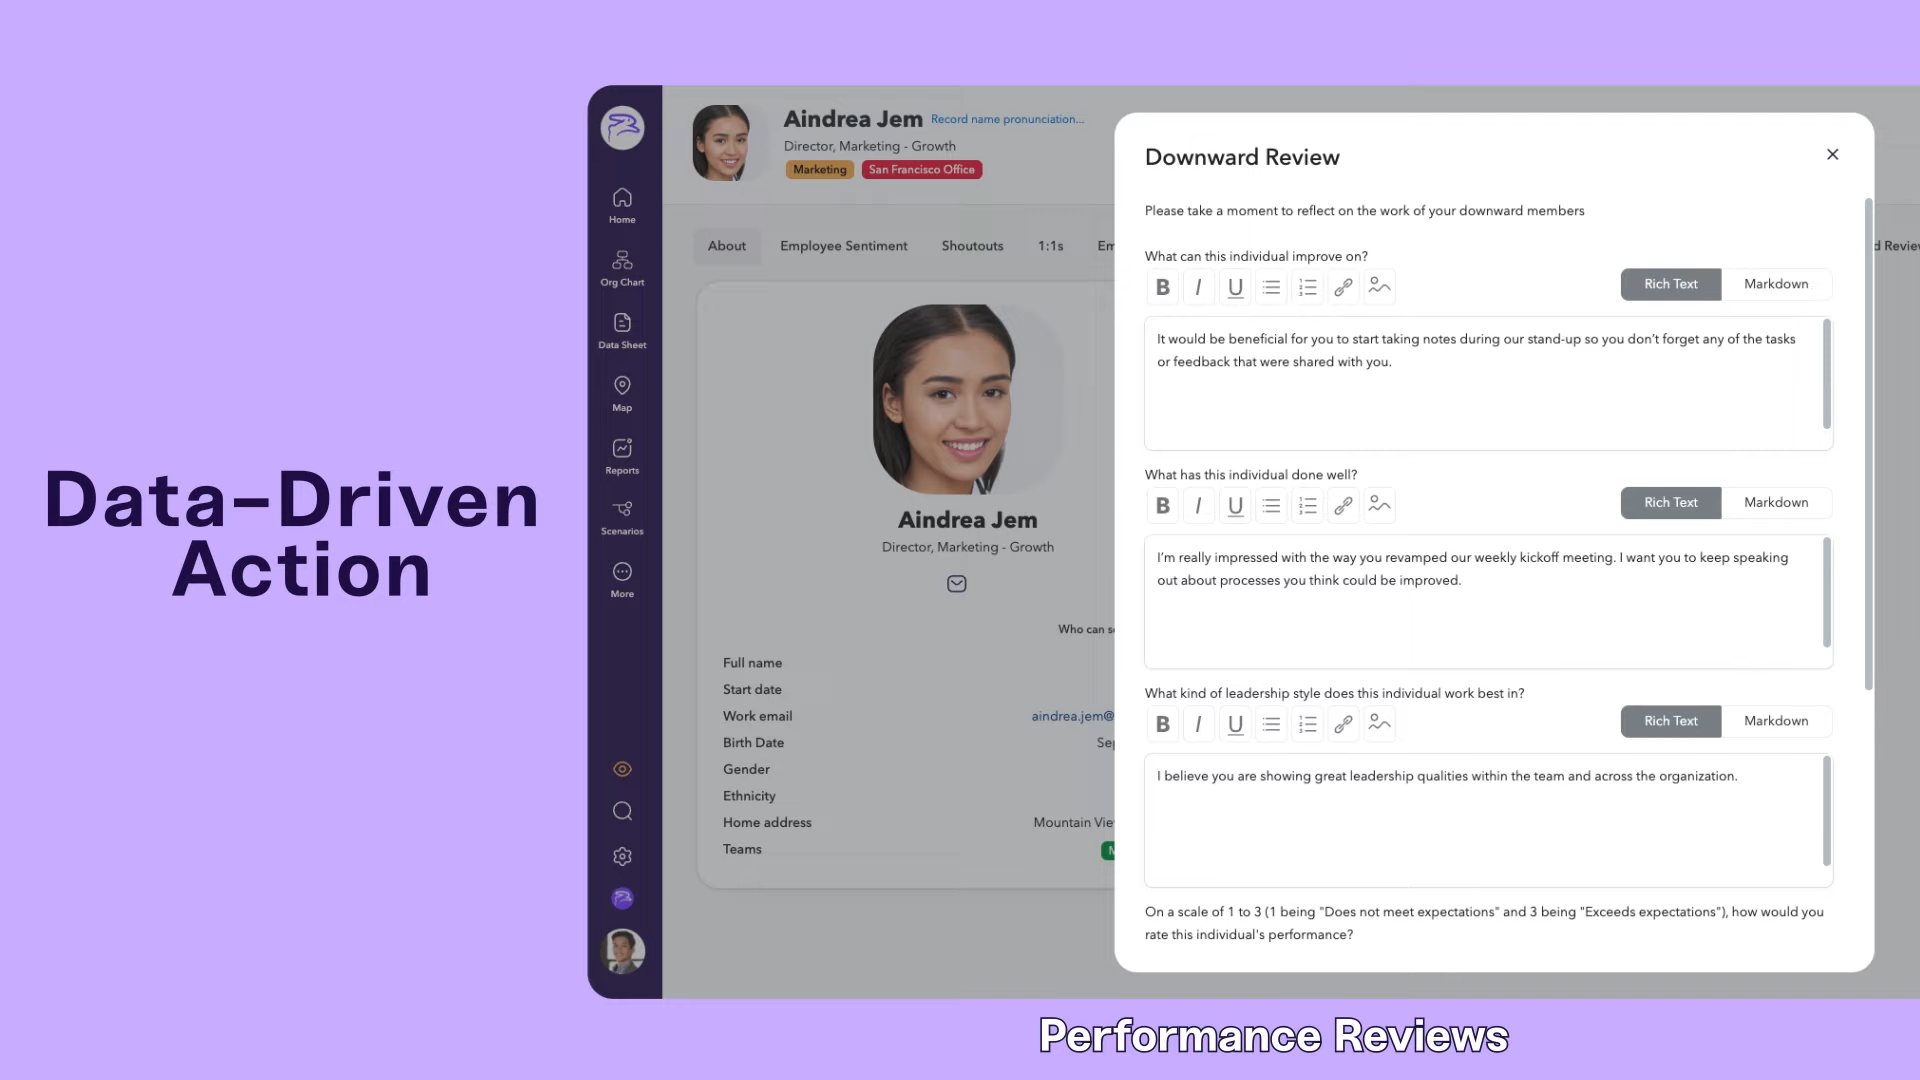 Data-Driven
Action
Home
Org Chart
Data Sheet
Map
Reports
Scenarios
More
Aindrea Jem Record name pronunciation...
Director, Marketing - Growth
Marketing San Francisco Office
About Employee Sentiment Shoutouts 1:1s Em
d Review
Aindrea Jem
Director, Marketing - Growth
Who can s
Full name
Start date
Work email aindrea.jem@
Birth Date Sep
Gender
Ethnicity
Home address Mountain Vie
Teams
Downward Review
Please take a moment to reflect on the work of your downward members
What can this individual improve on?
B I U Rich Text Markdown
It would be beneficial for you to start taking notes during our stand-up so you don’t forget any of the tasks
or feedback that were shared with you.
What has this individual done well?
B I U Rich Text Markdown
I’m really impressed with the way you revamped our weekly kickoff meeting. I want you to keep speaking
out about processes you think could be improved.
What kind of leadership style does this individual work best in?
B I U Rich Text Markdown
I believe you are showing great leadership qualities within the team and across the organization.
On a scale of 1 to 3 (1 being "Does not meet expectations" and 3 being "Exceeds expectations"), how would you
rate this individual's performance?
Performance Reviews